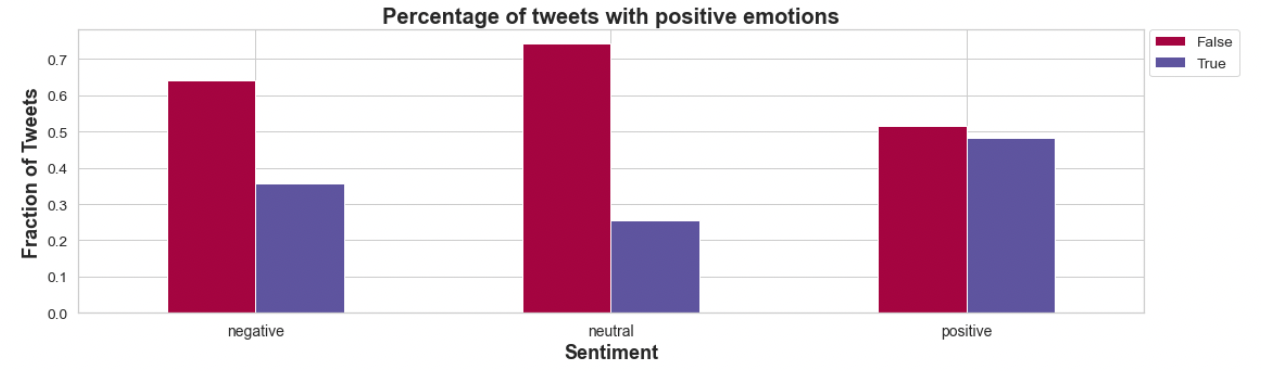 Percentage of tweets with positive emotions
False
True
Fraction of Tweets
0.7
0.6
0.5
0.4
0.3
0.2
0.1
0.0
negative neutral positive
Sentiment